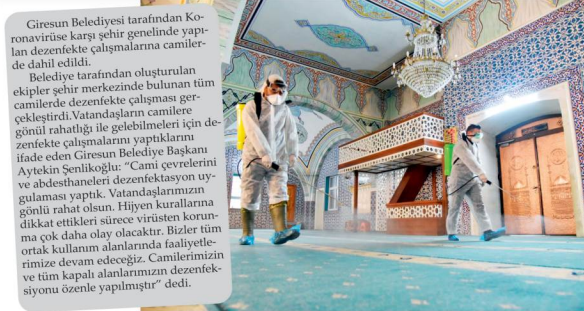 Giresun Belediyesi tarafından Ko-
ronavirüse karşı şehir genelinde yapı-
lan dezenfekte çalışmalarına camiler-
de dahil edildi.
Belediye tarafından oluşturulan
ekipler şehir merkezinde bulunan tüm
camilerde dezenfekte çalışması ger-
çekleştirdi.Vatandaşların camilere
gönül rahatlığı ile gelebilmeleri için de-
zenfekte çalışmalarını yaptıklarını
ifade eden Giresun Belediye Başkanı
Aytekin Şenlikoğlu: “Cami çevrelerini
ve abdesthaneleri dezenfektasyon uy-
gulaması yaptık. Vatandaşlarımızın
gönlü rahat olsun. Hijyen kurallarına
dikkat ettikleri sürece virüsten korun-
ma çok daha olay olacaktır. Bizler tüm
ortak kullanım alanlarında faaliyetle-
rimize devam edeceğiz. Camilerimizin
ve tüm kapalı alanlarımızın dezenfek-
siyonu özenle yapılmıştır” dedi.